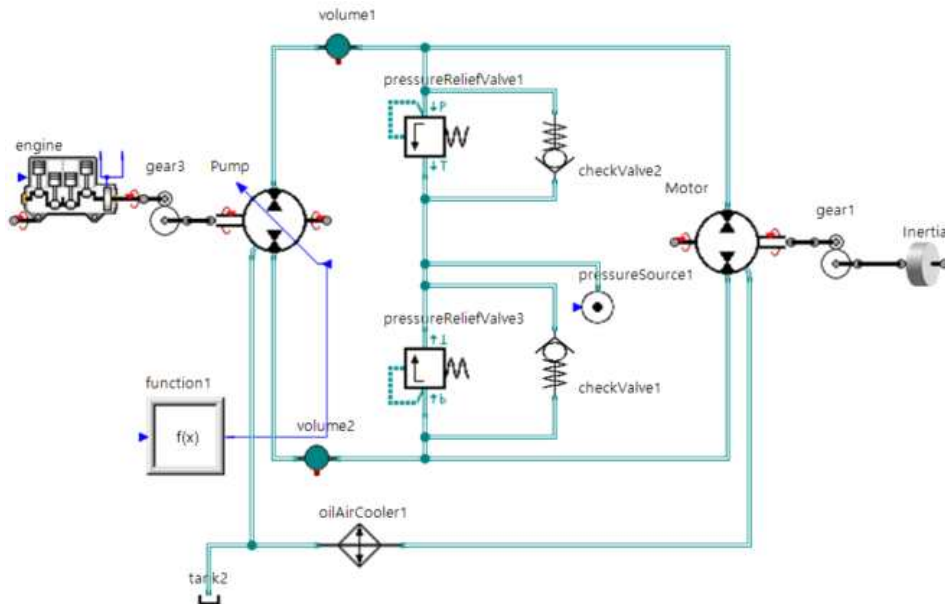 volume1
pressureReliefValve1
P
T
engine
gear3
Pump
checkValve2
Motor
gear1
Inertia
pressureSource1
pressureReliefValve3
function1
checkValve1
f(x)
volume2
oilAirCooler1
tank2